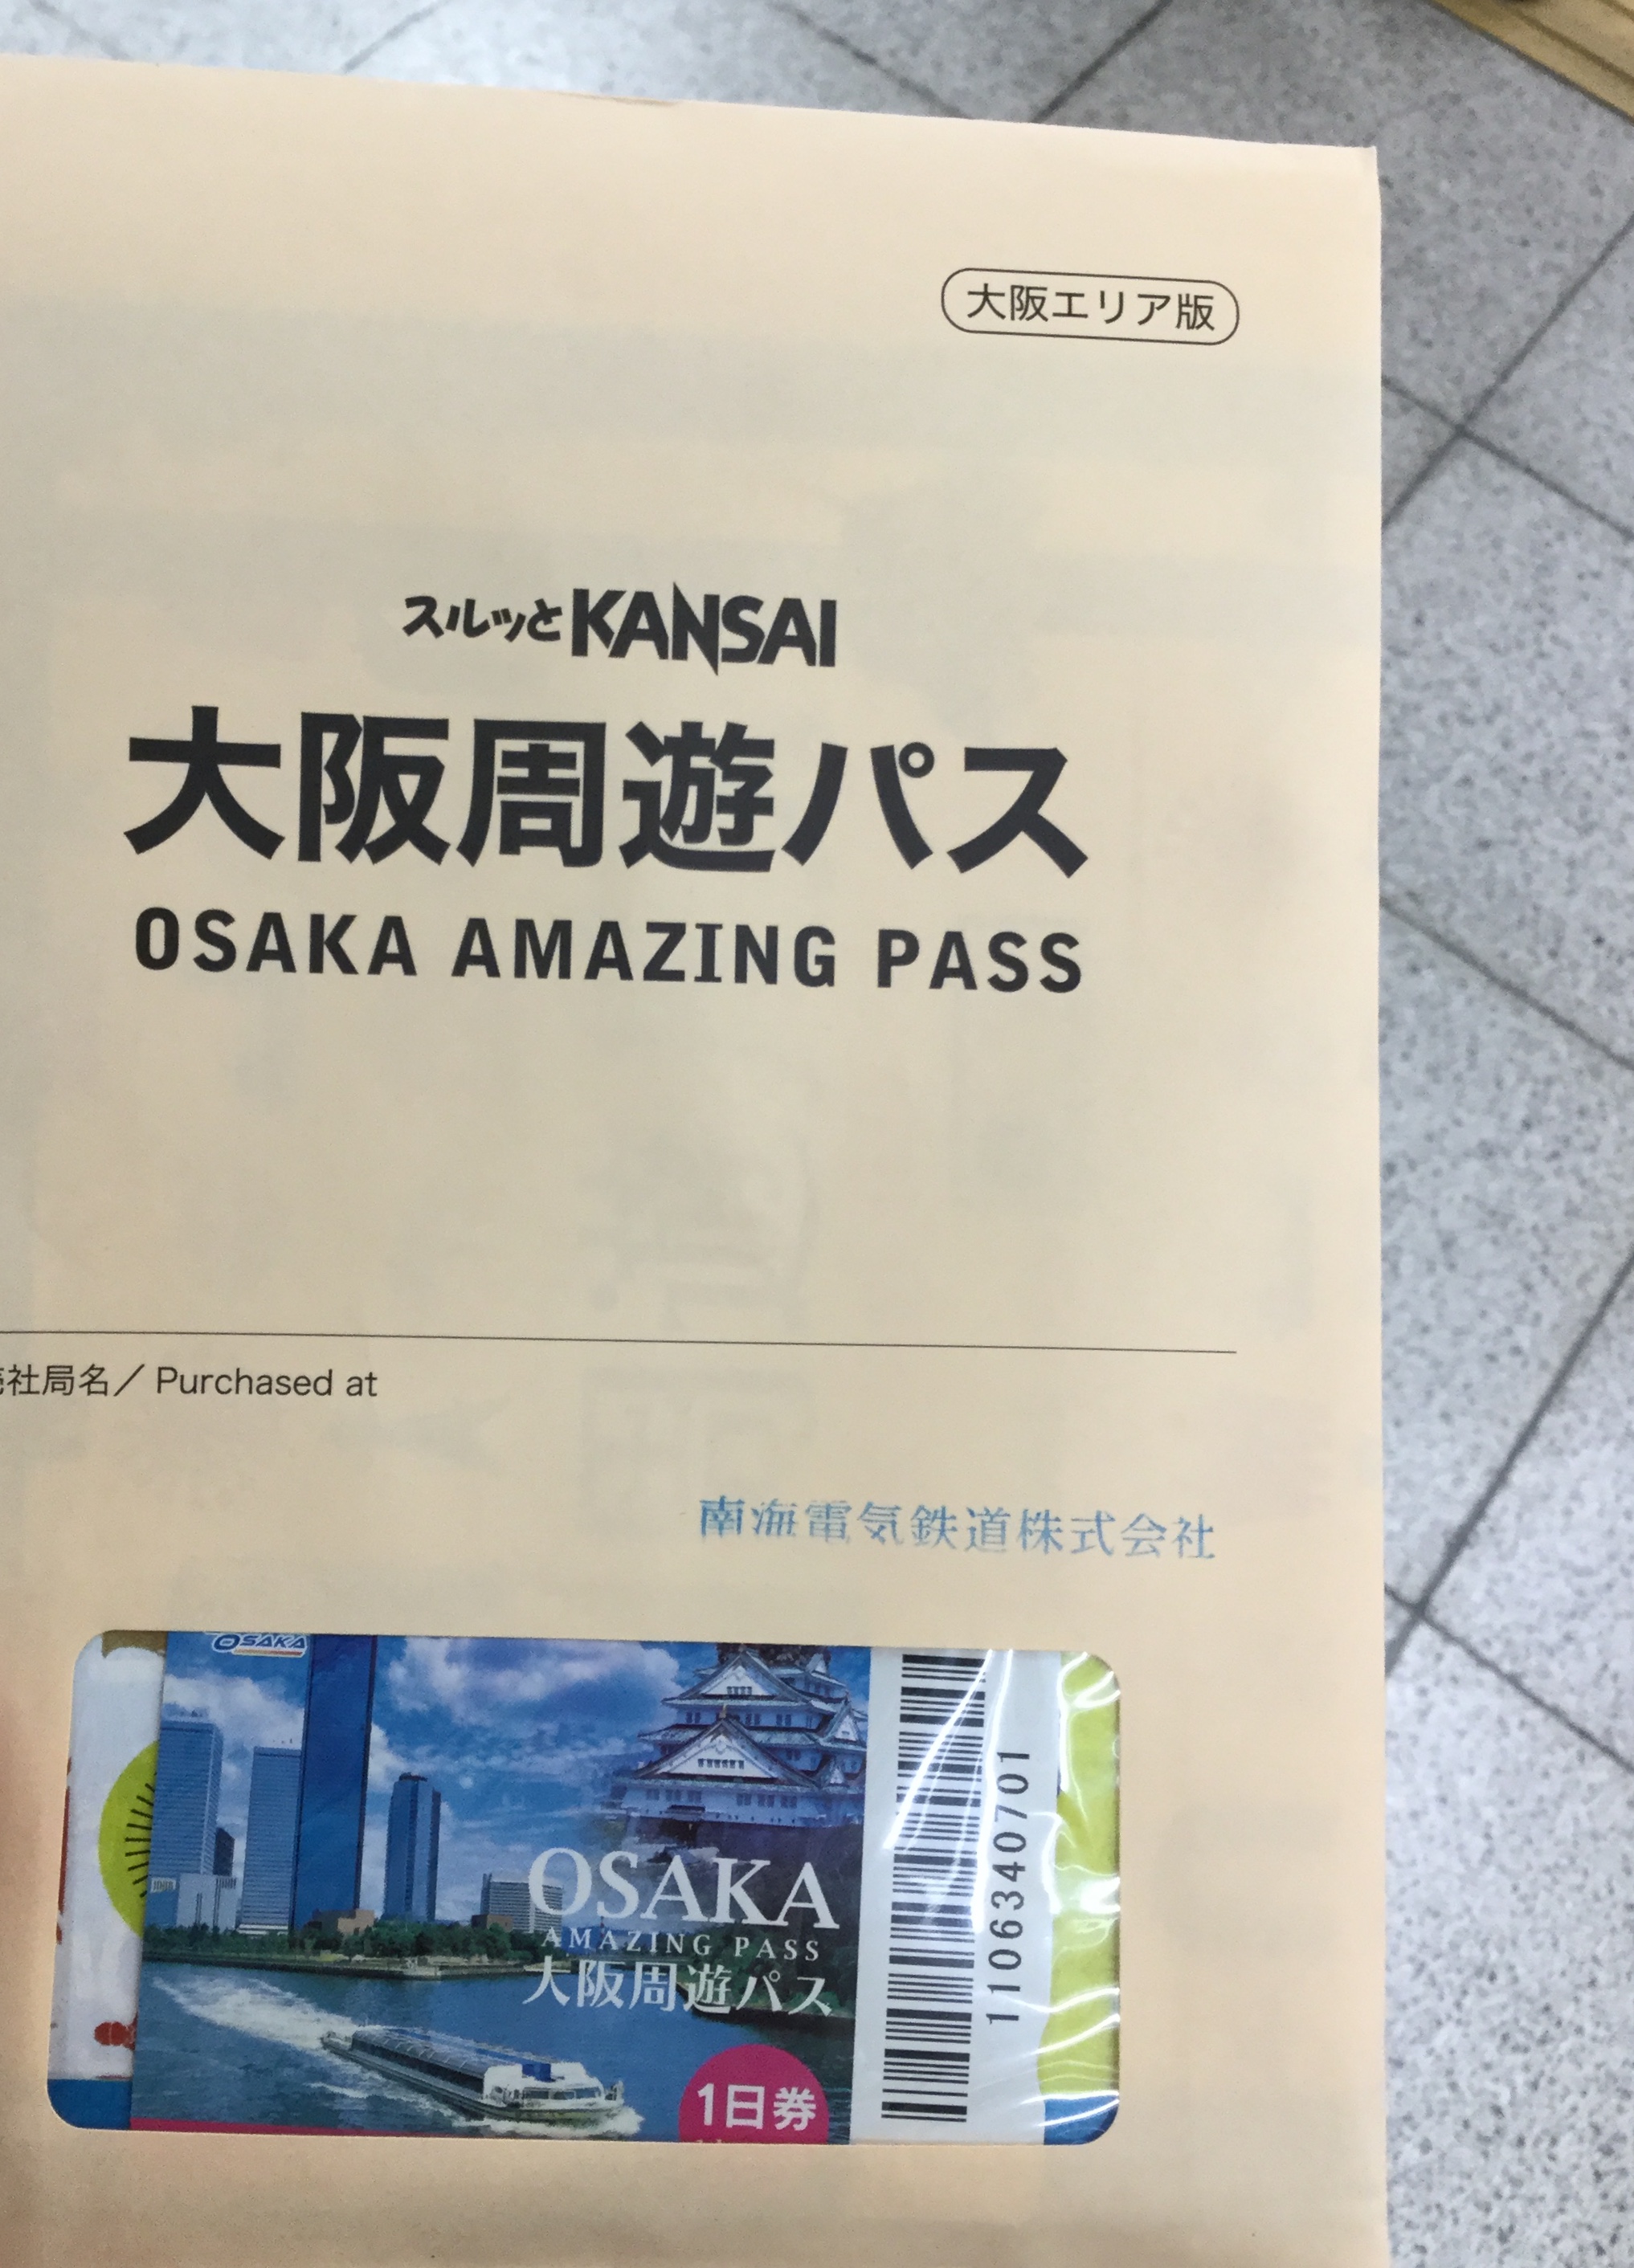 大阪エリア版
スルッとKANSAI
大阪周遊パス
OSAKA AMAZING PASS
社局名／Purchased at
南海電気鉄道株式会社
OSAKA
OSAKA
AMAZING PASS
大阪周遊パス
1日券
1106340701